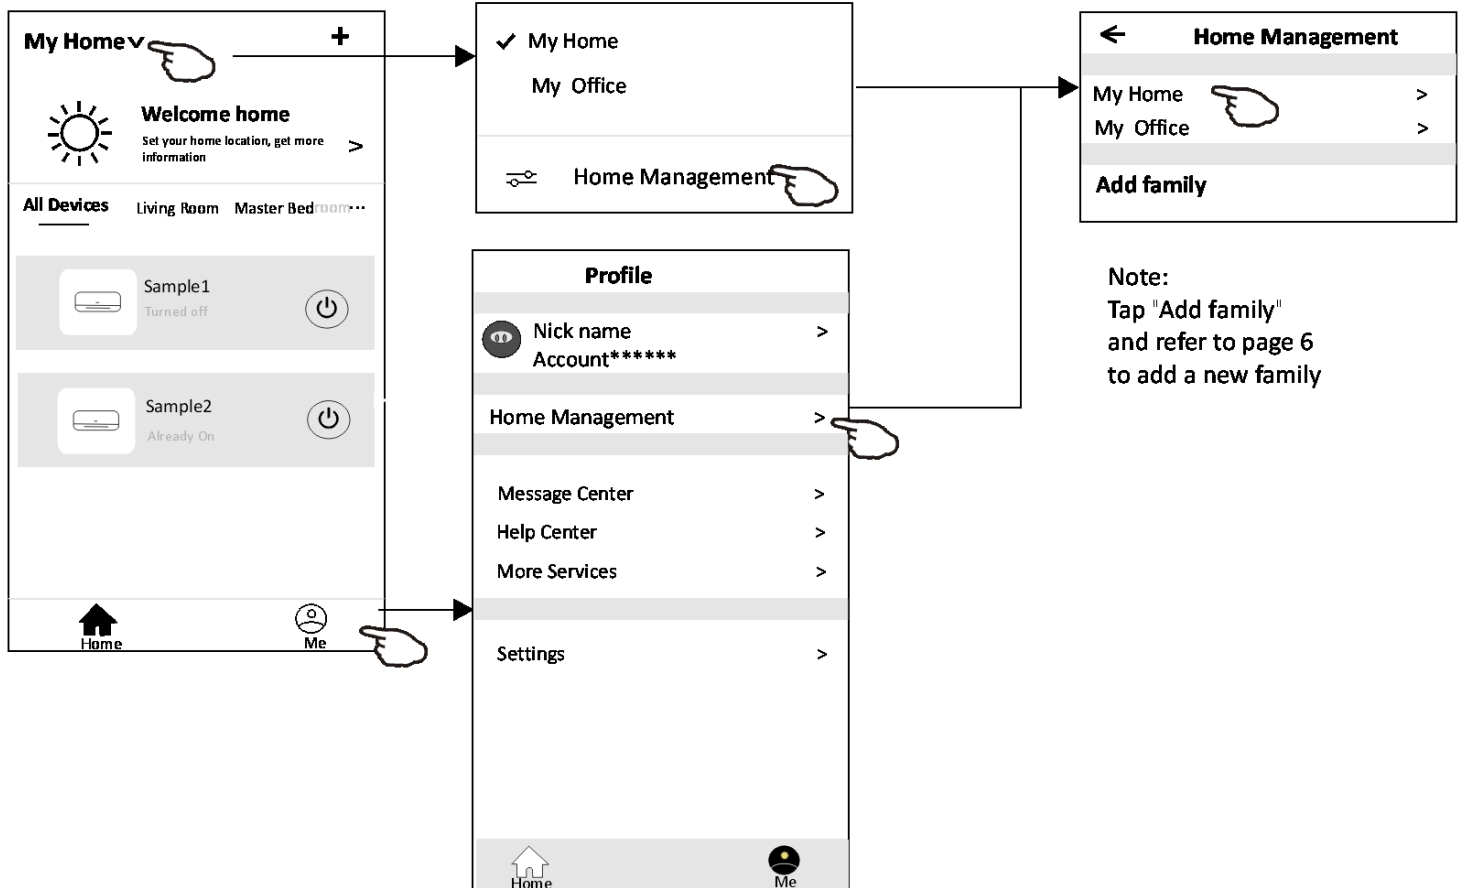 My Home
+
Welcome home
Set your home location, get more
information
>
All Devices
Living Room
Master Bedroom
...
Sample1
Turned off
Sample2
Already On
Home
Me
My Home
My Office
Home Management
Profile
Nick name
>
Account******
Home Management
>
Message Center
>
Help Center
>
More Services
>
Settings
>
Home
Me
Home Management
My Home
>
My Office
>
Add family
Note:
Tap "Add family"
and refer to page 6
to add a new family